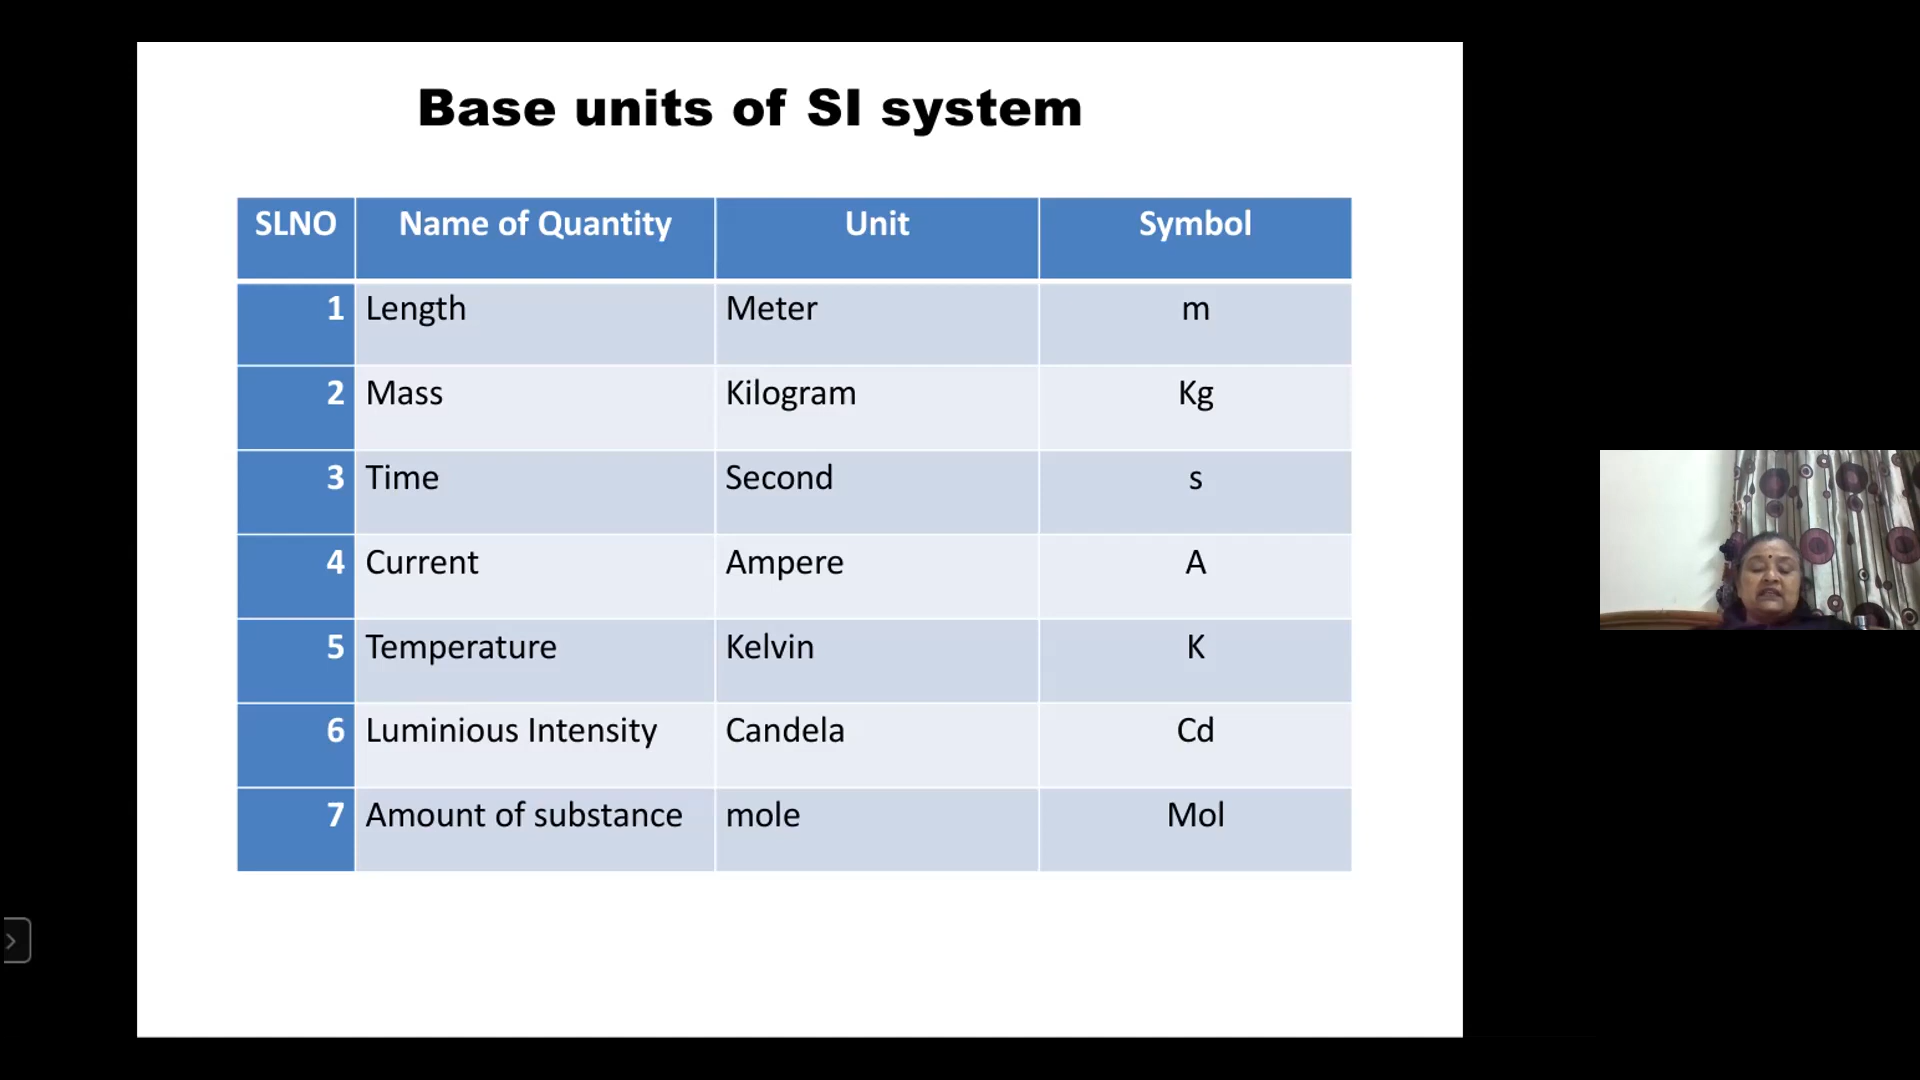 Base units of SI system
SLNO Name of Quantity Unit Symbol
1 Length Meter m
2 Mass Kilogram Kg
3 Time Second s
4 Current Ampere A
5 Temperature Kelvin K
6 Luminious Intensity Candela Cd
7 Amount of substance mole Mol